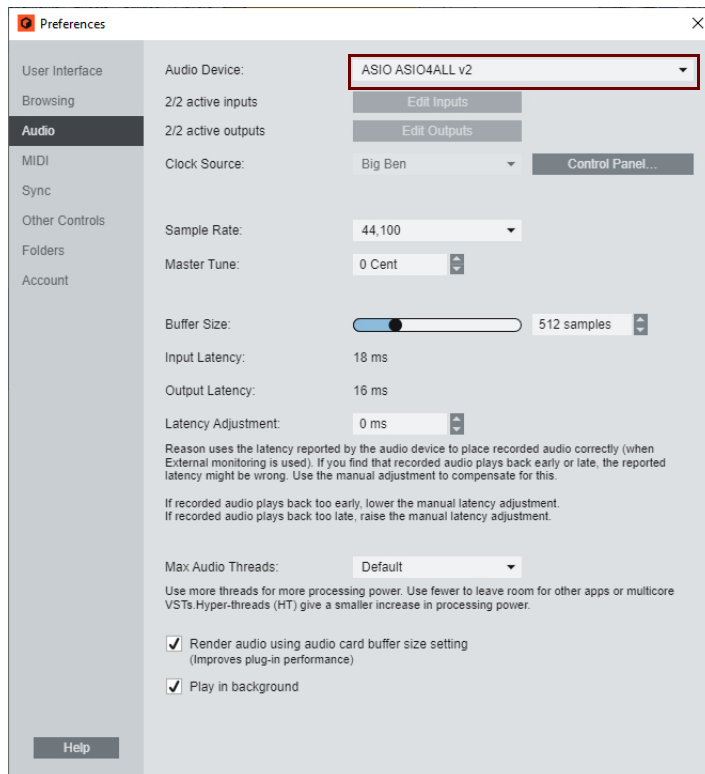 Preferences
User Interface
Browsing
Audio
MIDI
Sync
Other Controls
Folders
Account
Help
Audio Device: ASIO ASIO4ALL v2
2/2 active inputs Edit Inputs
2/2 active outputs Edit Outputs
Clock Source: Big Ben Control Panel...
Sample Rate: 44,100
Master Tune: 0 Cent
Buffer Size: 512 samples
Input Latency: 18 ms
Output Latency: 16 ms
Latency Adjustment: 0 ms
Reason uses the latency reported by the audio device to place recorded audio correctly (when
External monitoring is used). If you find that recorded audio plays back early or late, the reported
latency might be wrong. Use the manual adjustment to compensate for this.
If recorded audio plays back too early, lower the manual latency adjustment.
If recorded audio plays back too late, raise the manual latency adjustment.
Max Audio Threads: Default
Use more threads for more processing power. Use fewer to leave room for other apps or multicore
VSTs.Hyper-threads (HT) give a smaller increase in processing power.
Render audio using audio card buffer size setting
(Improves plug-in performance)
Play in background